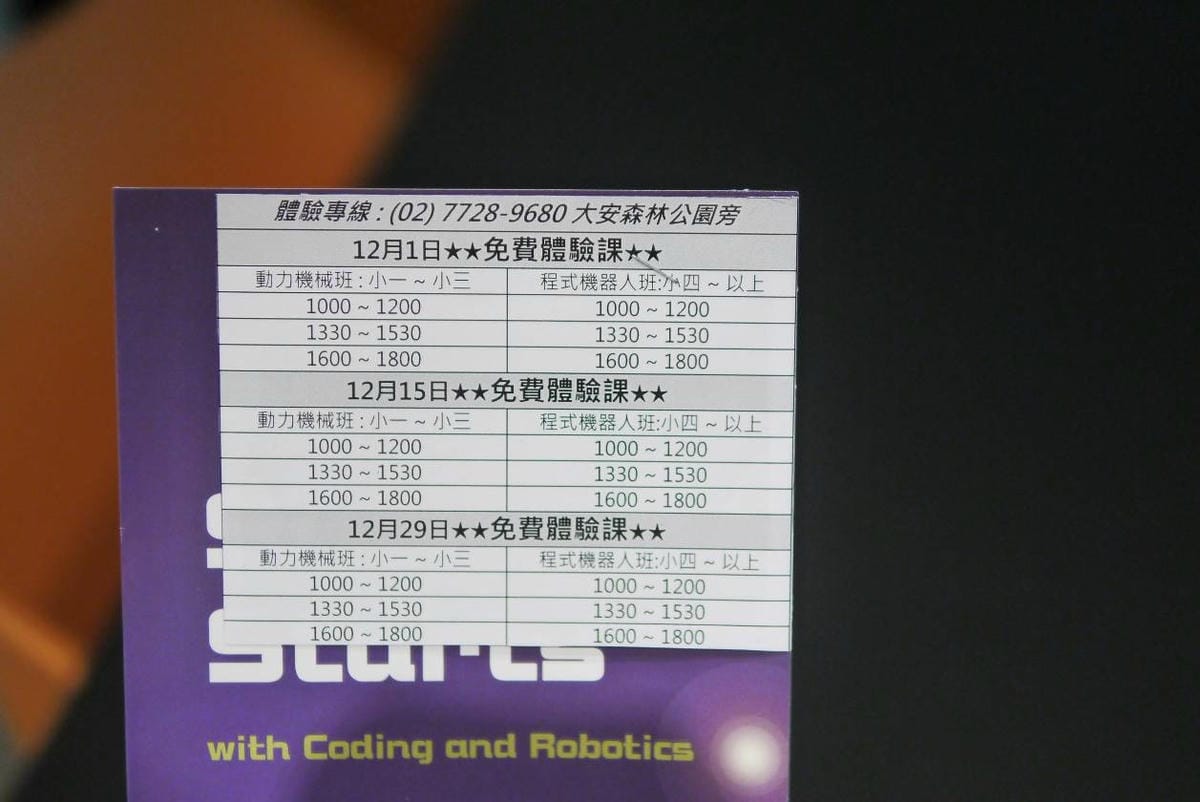 體驗專線 : (02) 7728-9680 大安森林公園旁
12月1日★★免費體驗課★★
動力機械班 : 小一 ~ 小三 程式機器人班:小四 ~ 以上
1000 ~ 1200 1000 ~ 1200
1330 ~ 1530 1330 ~ 1530
1600 ~ 1800 1600 ~ 1800
12月15日★★免費體驗課★★
動力機械班 : 小一 ~ 小三 程式機器人班:小四 ~ 以上
1000 ~ 1200 1000 ~ 1200
1330 ~ 1530 1330 ~ 1530
1600 ~ 1800 1600 ~ 1800
12月29日★★免費體驗課★★
動力機械班 : 小一 ~ 小三 程式機器人班:小四 ~ 以上
1000 ~ 1200 1000 ~ 1200
1330 ~ 1530 1330 ~ 1530
1600 ~ 1800 1600 ~ 1800
Starts
with Coding and Robotics